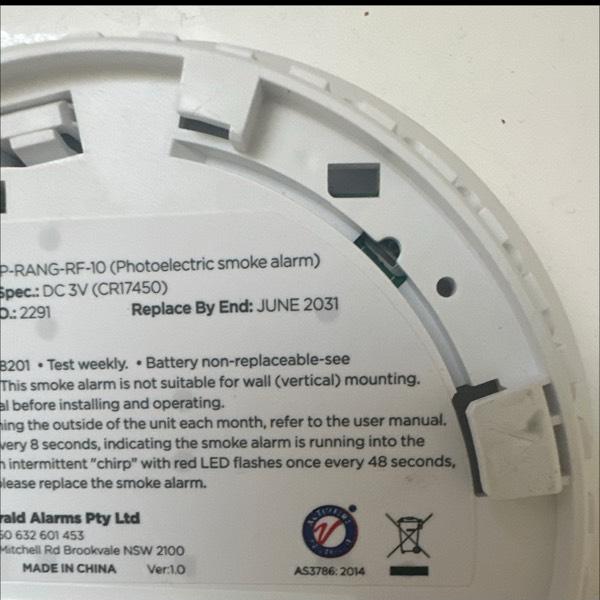 P-RANG-RF-10 (Photoelectric smoke alarm)
Spec.: DC 3V (CR17450)
O.: 2291 Replace By End: JUNE 2031
8201 • Test weekly. • Battery non-replaceable-see
This smoke alarm is not suitable for wall (vertical) mounting.
al before installing and operating.
ning the outside of the unit each month, refer to the user manual.
very 8 seconds, indicating the smoke alarm is running into the
n intermittent "chirp" with red LED flashes once every 48 seconds,
lease replace the smoke alarm.
rald Alarms Pty Ltd
50 632 601 453
Mitchell Rd Brookvale NSW 2100
MADE IN CHINA Ver:1.0
AS3786: 2014